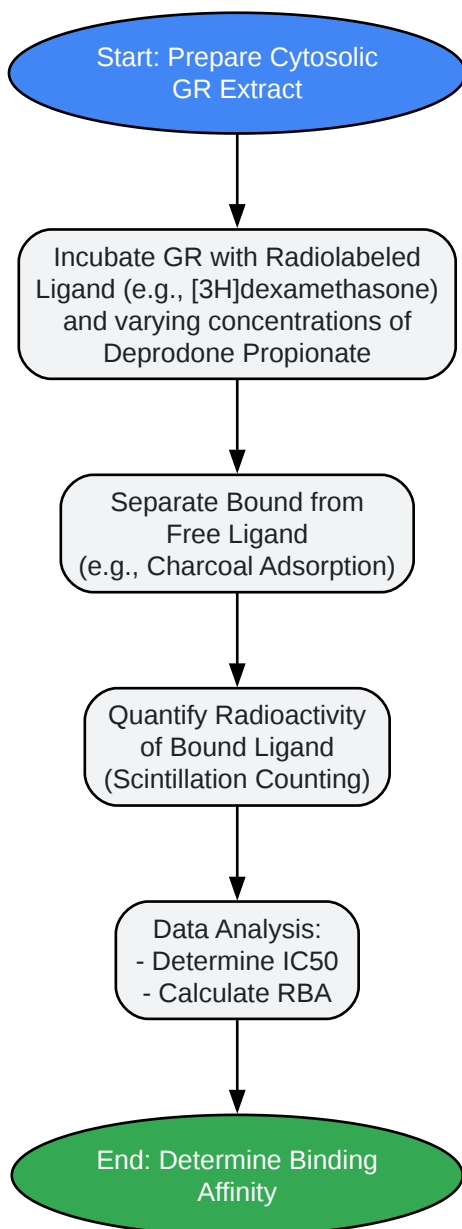 Start: Prepare Cytosolic
GR Extract
Incubate GR with Radiolabeled
Ligand (e.g., [3H]dexamethasone)
and varying concentrations of
Deprodone Propionate
Separate Bound from
Free Ligand
(e.g., Charcoal Adsorption)
Quantify Radioactivity
of Bound Ligand
(Scintillation Counting)
Data Analysis:
- Determine IC50
- Calculate RBA
End: Determine Binding
Affinity